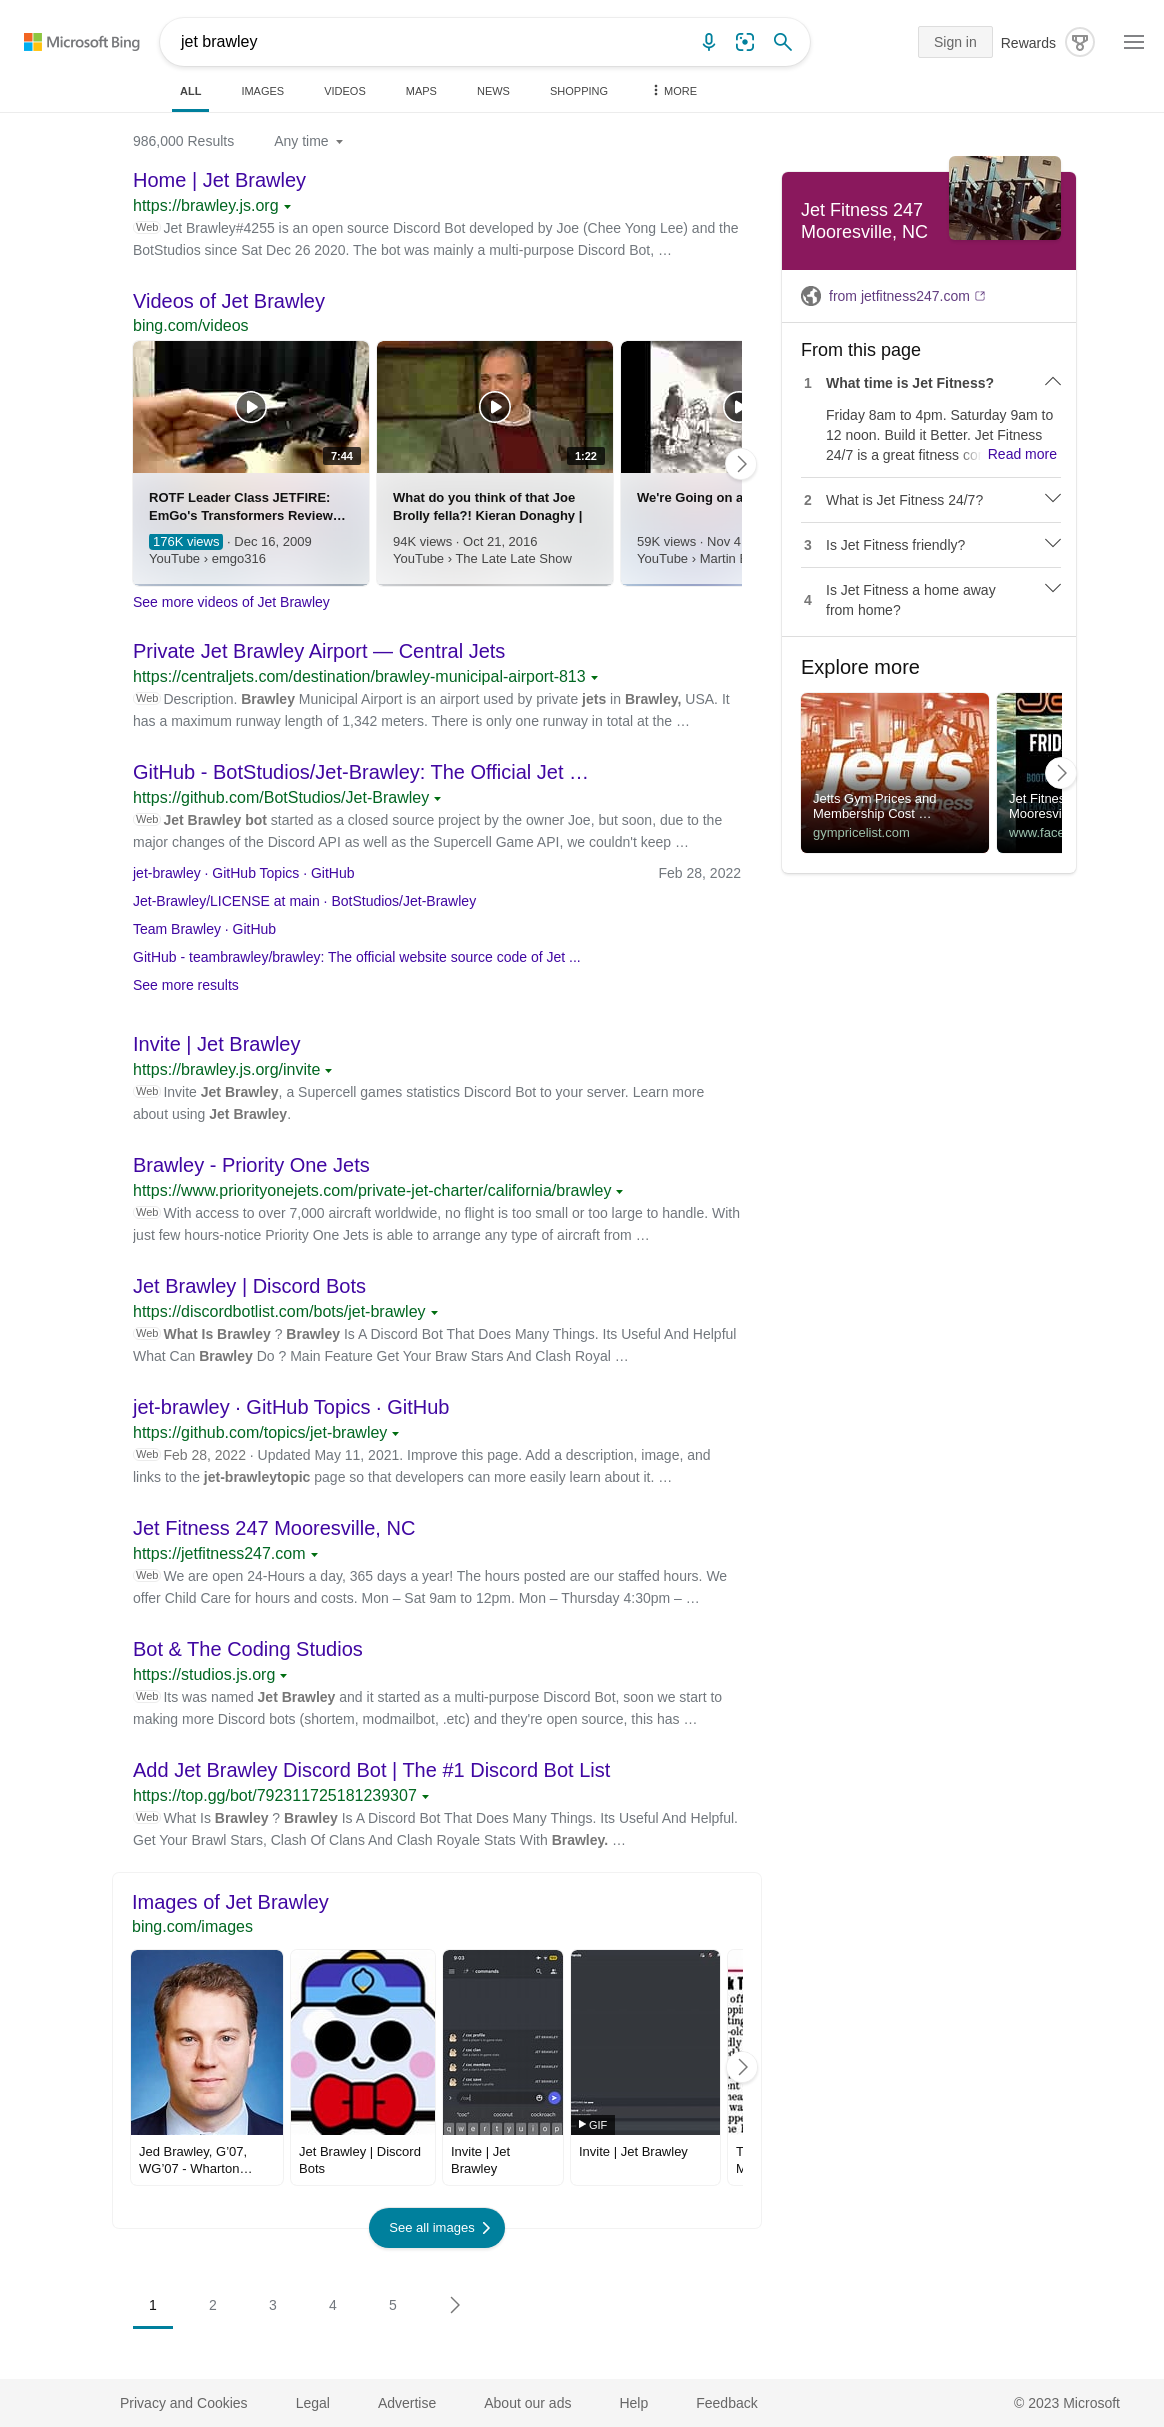 Microsoft Bing
jet brawley
Sign in
Rewards
ALL
IMAGES
VIDEOS
MAPS
NEWS
SHOPPING
MORE
986,000 Results
Any time
Home | Jet Brawley
https://brawley.js.org
Web Jet Brawley#4255 is an open source Discord Bot developed by Joe (Chee Yong Lee) and the
BotStudios since Sat Dec 26 2020. The bot was mainly a multi-purpose Discord Bot, …
Videos of Jet Brawley
bing.com/videos
7:44
ROTF Leader Class JETFIRE:
EmGo's Transformers Review…
176K views · Dec 16, 2009
YouTube › emgo316
1:22
What do you think of that Joe
Brolly fella?! Kieran Donaghy |
94K views · Oct 21, 2016
YouTube › The Late Late Show
We're Going on a
59K views · Nov 4
YouTube › Martin
See more videos of Jet Brawley
Private Jet Brawley Airport — Central Jets
https://centraljets.com/destination/brawley-municipal-airport-813
Web Description. Brawley Municipal Airport is an airport used by private jets in Brawley, USA. It
has a maximum runway length of 1,342 meters. There is only one runway in total at the …
GitHub - BotStudios/Jet-Brawley: The Official Jet …
https://github.com/BotStudios/Jet-Brawley
Web Jet Brawley bot started as a closed source project by the owner Joe, but soon, due to the
major changes of the Discord API as well as the Supercell Game API, we couldn't keep …
jet-brawley · GitHub Topics · GitHub
Feb 28, 2022
Jet-Brawley/LICENSE at main · BotStudios/Jet-Brawley
Team Brawley · GitHub
GitHub - teambrawley/brawley: The official website source code of Jet ...
See more results
Invite | Jet Brawley
https://brawley.js.org/invite
Web Invite Jet Brawley, a Supercell games statistics Discord Bot to your server. Learn more
about using Jet Brawley.
Brawley - Priority One Jets
https://www.priorityonejets.com/private-jet-charter/california/brawley
Web With access to over 7,000 aircraft worldwide, no flight is too small or too large to handle. With
just few hours-notice Priority One Jets is able to arrange any type of aircraft from …
Jet Brawley | Discord Bots
https://discordbotlist.com/bots/jet-brawley
Web What Is Brawley ? Brawley Is A Discord Bot That Does Many Things. Its Useful And Helpful
What Can Brawley Do ? Main Feature Get Your Braw Stars And Clash Royal …
jet-brawley · GitHub Topics · GitHub
https://github.com/topics/jet-brawley
Web Feb 28, 2022 · Updated May 11, 2021. Improve this page. Add a description, image, and
links to the jet-brawleytopic page so that developers can more easily learn about it. …
Jet Fitness 247 Mooresville, NC
https://jetfitness247.com
Web We are open 24-Hours a day, 365 days a year! The hours posted are our staffed hours. We
offer Child Care for hours and costs. Mon – Sat 9am to 12pm. Mon – Thursday 4:30pm – …
Bot & The Coding Studios
https://studios.js.org
Web Its was named Jet Brawley and it started as a multi-purpose Discord Bot, soon we start to
making more Discord bots (shortem, modmailbot, .etc) and they're open source, this has …
Add Jet Brawley Discord Bot | The #1 Discord Bot List
https://top.gg/bot/792311725181239307
Web What Is Brawley ? Brawley Is A Discord Bot That Does Many Things. Its Useful And Helpful.
Get Your Brawl Stars, Clash Of Clans And Clash Royale Stats With Brawley. …
Images of Jet Brawley
bing.com/images
Jed Brawley, G'07,
WG'07 - Wharton…
Jet Brawley | Discord
Bots
9:03
commands
/ coc profile
/ coc clan
/ coc members
/ coc save
JET BRAWLEY
JET BRAWLEY
JET BRAWLEY
JET BRAWLEY
/coc
"coc"
coconut
cockroach
q w e r t y u i o p
Invite | Jet
Brawley
GIF
Invite | Jet Brawley
See all images
Jet Fitness 247
Mooresville, NC
from jetfitness247.com
From this page
1 What time is Jet Fitness?
Friday 8am to 4pm. Saturday 9am to
12 noon. Build it Better. Jet Fitness
24/7 is a great fitness co Read more
2 What is Jet Fitness 24/7?
3 Is Jet Fitness friendly?
4 Is Jet Fitness a home away
from home?
Explore more
jetts
24 hour fitness
Jetts Gym Prices and
Membership Cost …
gympricelist.com
FRID
BOOT
Jet Fitnes
Mooresvi
www.face
1
2
3
4
5
Privacy and Cookies
Legal
Advertise
About our ads
Help
Feedback
© 2023 Microsoft